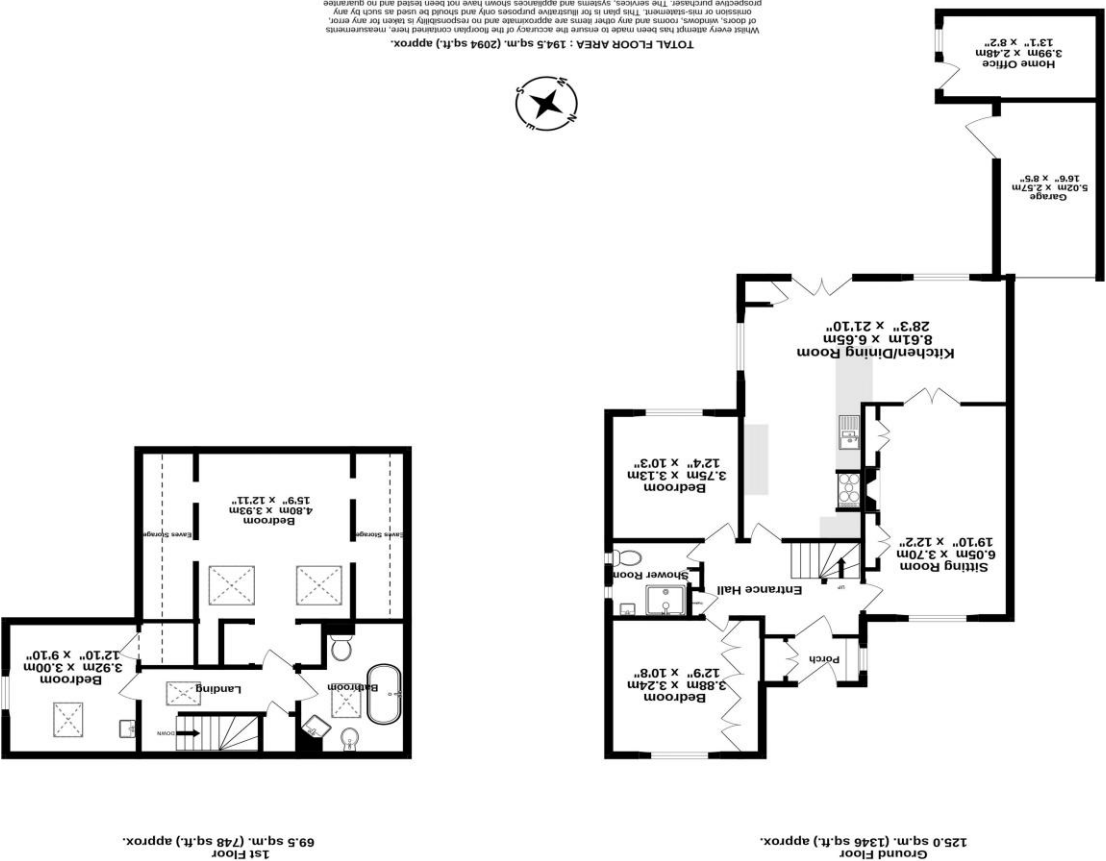 Ground Floor
125.0 sq.m. (1346 sq.ft.) approx.
1st Floor
69.5 sq.m. (748 sq.ft.) approx.
Bedroom
3.88m x 3.24m
12'9" x 10'8"
Porch
Entrance Hall
UP
Shower Room
Sitting Room
6.05m x 3.70m
19'10" x 12'2"
Bedroom
3.75m x 3.13m
12'4" x 10'3"
Kitchen/Dining Room
8.61m x 6.65m
28'3" x 21'10"
Garage
5.02m x 2.57m
16'6" x 8'5"
Home Office
3.99m x 2.48m
13'1" x 8'2"
DOWN
Landing
Bathroom
Bedroom
3.92m x 3.00m
12'10" x 9'10"
Eaves Storage
Eaves Storage
Bedroom
4.80m x 3.93m
15'9" x 12'11"
N
E
S
W
TOTAL FLOOR AREA : 194.5 sq.m. (2094 sq.ft.) approx.
Whilst every attempt has been made to ensure the accuracy of the floorplan contained here, measurements
of doors, windows, rooms and any other items are approximate and no responsibility is taken for any error,
omission or mis-statement. This plan is for illustrative purposes only and should be used as such by any
prospective purchaser. The services, systems and appliances shown have not been tested and no guarantee